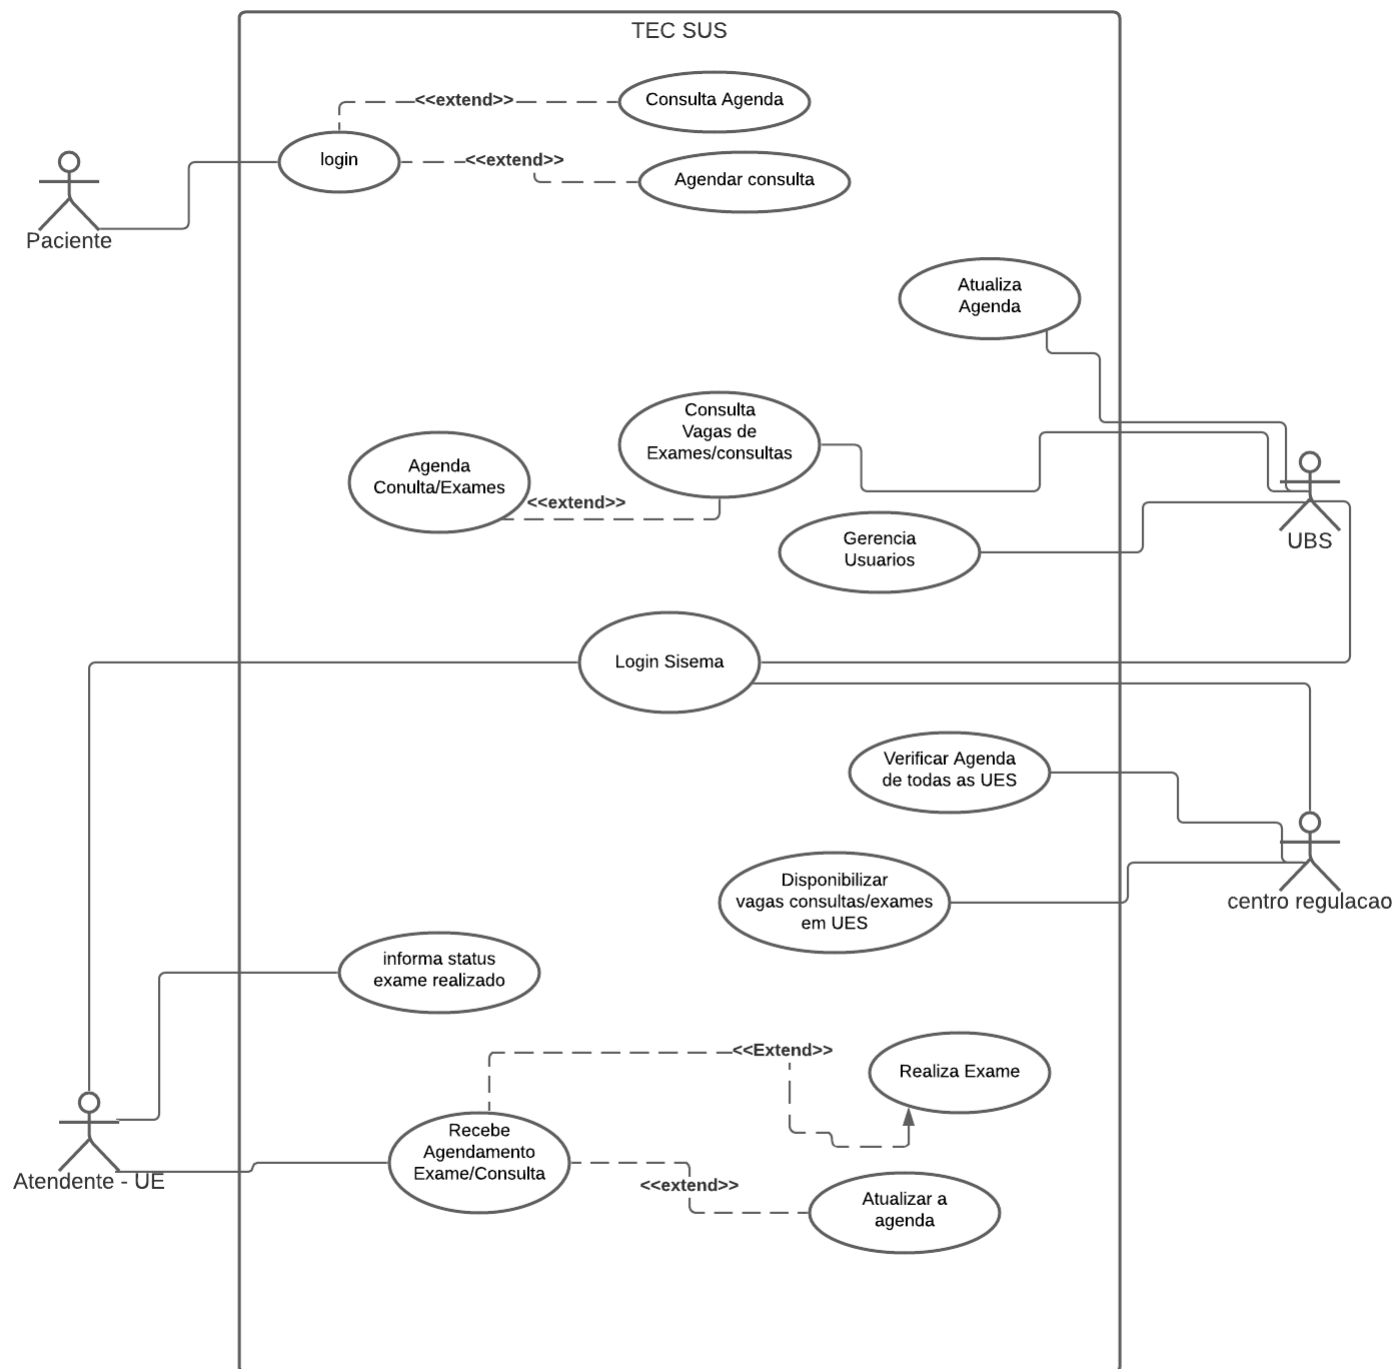 TEC SUS
<<extend>>
Consulta Agenda
login
<<extend>>
Agendar consulta
Paciente
Atualiza
Agenda
Consulta
Vagas de
Exames/consultas
Agenda
Conulta/Exames
<<extend>>
Gerencia
Usuarios
UBS
Login Sisema
Verificar Agenda
de todas as UES
Disponibilizar
vagas consultas/exames
em UES
centro regulacao
informa status
exame realizado
<<Extend>>
Realiza Exame
Recebe
Agendamento
Exame/Consulta
Atendente - UE
<<extend>>
Atualizar a
agenda